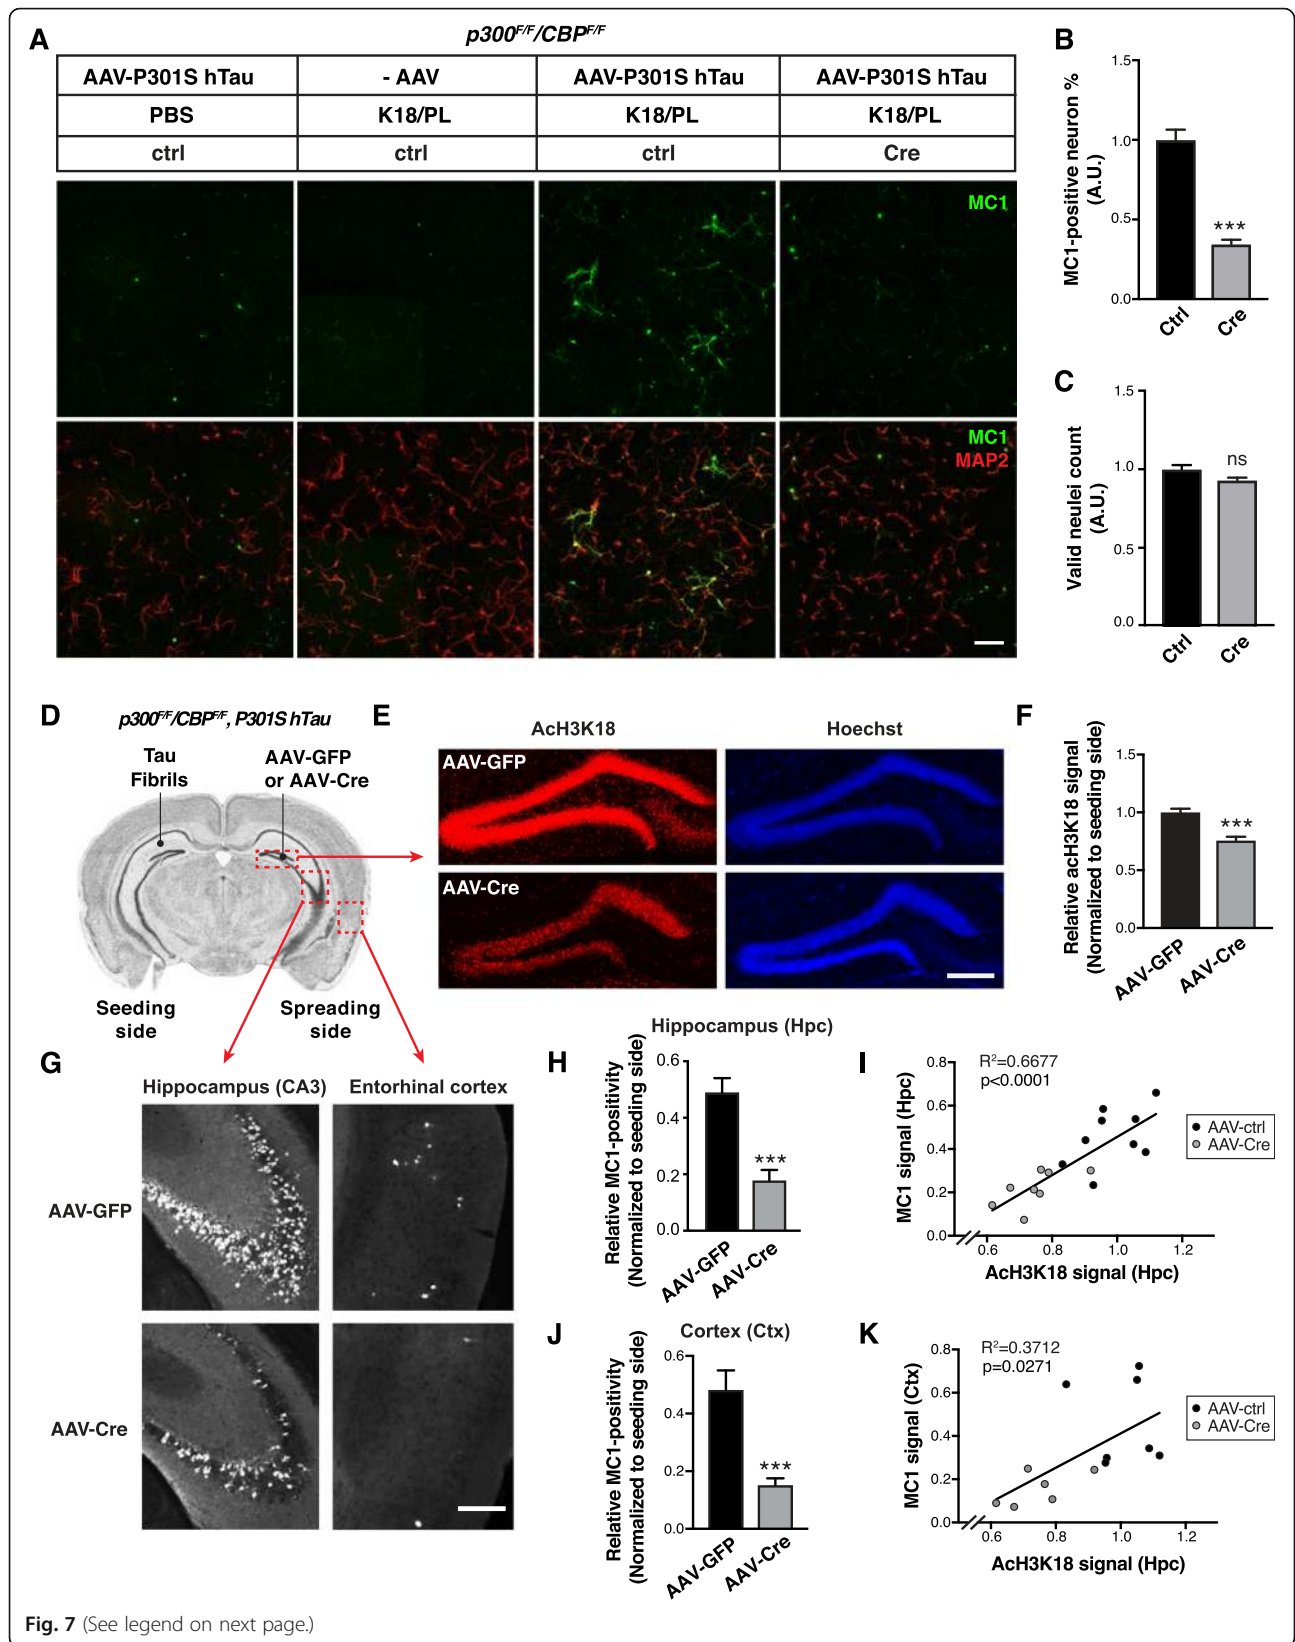 A
p300F/F/CBPF/F
AAV-P301S hTau - AAV AAV-P301S hTau AAV-P301S hTau
PBS K18/PL K18/PL K18/PL
ctrl ctrl ctrl Cre
MC1
MC1
MAP2
B
MC1-positive neuron %
(A.U.)
1.5
1.0
0.5
0.0
***
Ctrl Cre
C
Valid neulei count
(A.U.)
1.5
1.0
0.5
0.0
ns
Ctrl Cre
D
p300F/F/CBPF/F, P301S hTau
Tau
Fibrils
AAV-GFP
or AAV-Cre
Seeding
side
Spreading
side
E
AcH3K18 Hoechst
AAV-GFP
AAV-Cre
F
Relative acH3K18 signal
(Normalized to seeding side)
1.5
1.0
0.5
0.0
***
AAV-GFP AAV-Cre
G
Hippocampus (CA3) Entorhinal cortex
AAV-GFP
AAV-Cre
H
Hippocampus (Hpc)
Relative MC1-positivity
(Normalized to seeding side)
0.6
0.4
0.2
0.0
***
AAV-GFP AAV-Cre
I
R2=0.6677
p<0.0001
MC1 signal (Hpc)
0.8
0.6
0.4
0.2
0.0
0.6 0.8 1.0 1.2
AcH3K18 signal (Hpc)
AAV-ctrl
AAV-Cre
J
Cortex (Ctx)
Relative MC1-positivity
(Normalized to seeding side)
0.6
0.4
0.2
0.0
***
AAV-GFP AAV-Cre
K
R2=0.3712
p=0.0271
MC1 signal (Ctx)
0.8
0.6
0.4
0.2
0.0
0.6 0.8 1.0 1.2
AcH3K18 signal (Hpc)
AAV-ctrl
AAV-Cre
Fig. 7 (See legend on next page.)